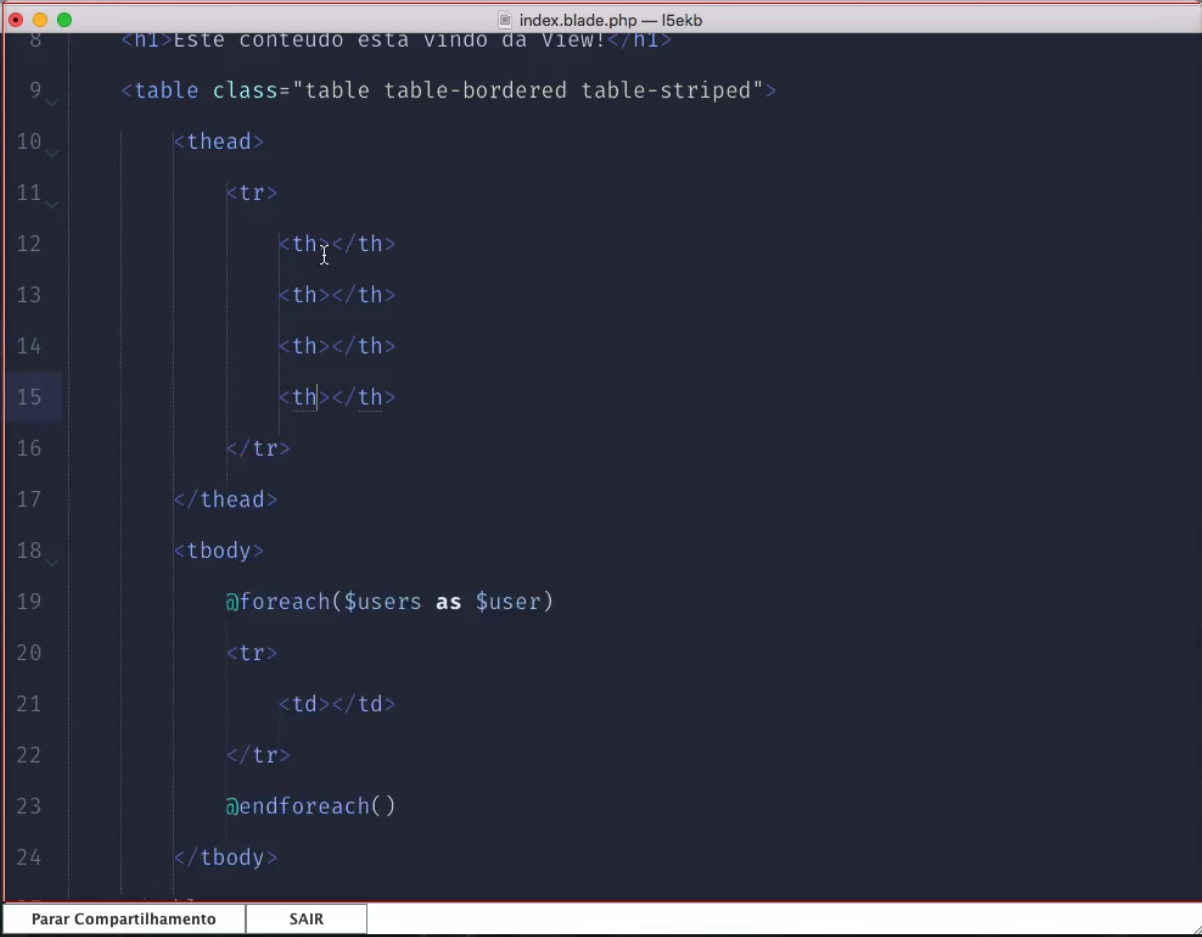 index.blade.php — l5ekb
8 <h1>Este conteudo esta vindo da View!</h1>
9 <table class="table table-bordered table-striped">
10 <thead>
11 <tr>
12 <th></th>
13 <th></th>
14 <th></th>
15 <th></th>
16 </tr>
17 </thead>
18 <tbody>
19 @foreach($users as $user)
20 <tr>
21 <td></td>
22 </tr>
23 @endforeach()
24 </tbody>
Parar Compartilhamento SAIR